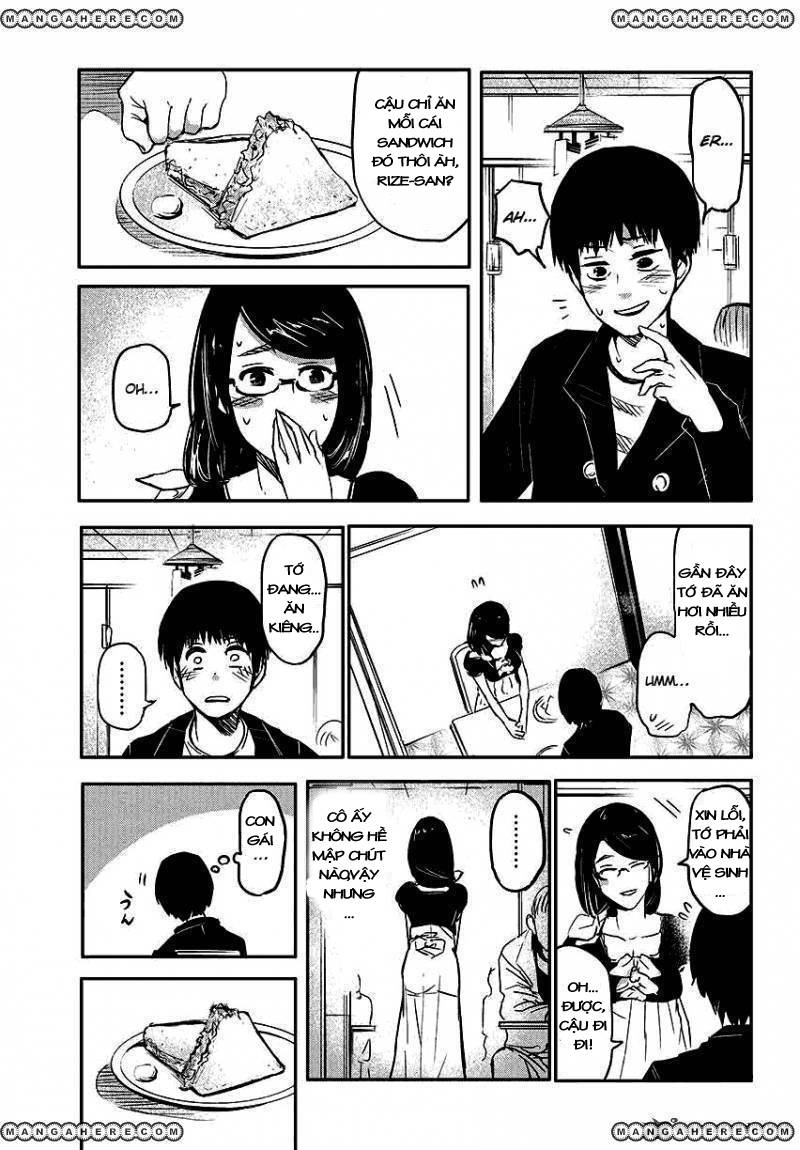 MANGAHERE.COM
MANGAHERE.COM
ER...
AH...
CẬU CHỈ ĂN
MỖI CÁI
SANDWICH
ĐÓ THÔI ÀH,
RIZE-SAN?
OH...
GẦN ĐÂY
TỚ ĐÃ ĂN
HƠI NHIỀU
RỒI...
UMM...
TỚ
ĐANG...
ĂN
KIÊNG..
........
XIN LỖI,
TỚ PHẢI
VÀO NHÀ
VỆ SINH
...
OH...
ĐƯỢC,
CẬU ĐI
ĐI!
......
CÔ ẤY
KHÔNG HỀ
MẬP CHÚT
NÀO,VẬY
NHƯNG
...
CON
GÁI
...
うん
MANGAHERE.COM
MANGAHERE.COM